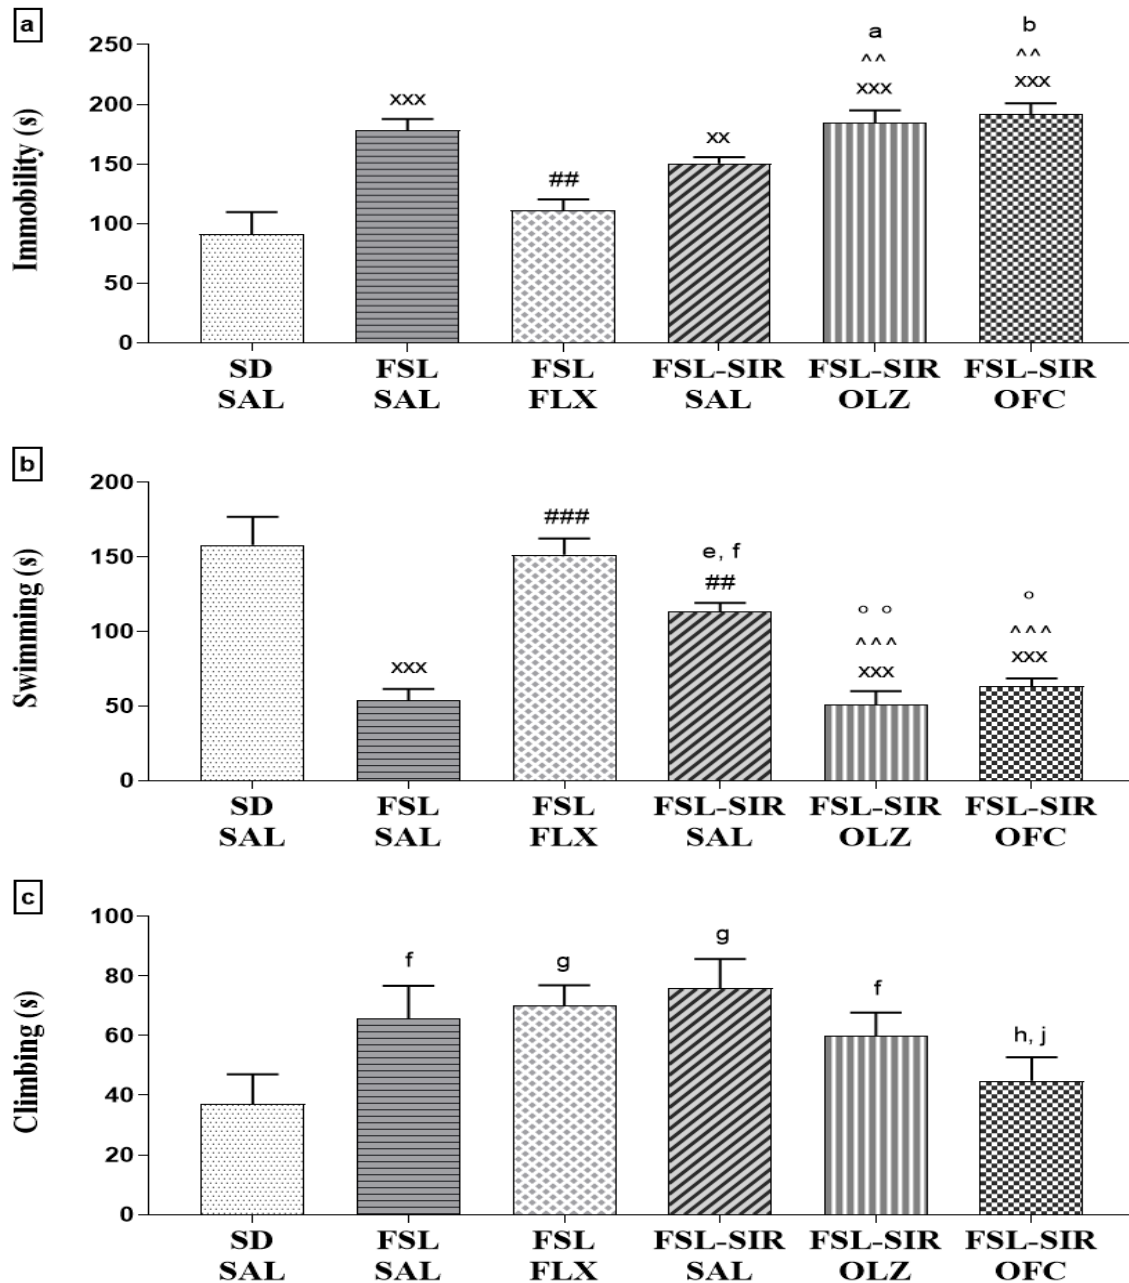 a
Immobility (s)
250
200
150
100
50
0
xxx
##
xx
a
^^
xxx
b
^^
xxx
SD FSL FSL FSL-SIR FSL-SIR FSL-SIR
SAL SAL FLX SAL OLZ OFC
b
Swimming (s)
200
150
100
50
0
xxx
###
e, f
##
o o
^^^
xxx
o
^^^
xxx
SD FSL FSL FSL-SIR FSL-SIR FSL-SIR
SAL SAL FLX SAL OLZ OFC
c
Climbing (s)
100
80
60
40
20
0
f
g
g
f
h, j
SD FSL FSL FSL-SIR FSL-SIR FSL-SIR
SAL SAL FLX SAL OLZ OFC